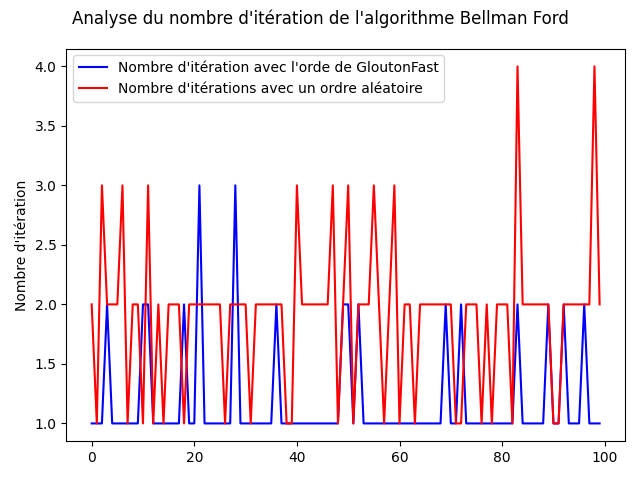 Analyse du nombre d'itération de l'algorithme Bellman Ford
Nombre d'itération avec l'orde de GloutonFast
Nombre d'itérations avec un ordre aléatoire
Nombre d'itération
4.0
3.5
3.0
2.5
2.0
1.5
1.0
0 20 40 60 80 100